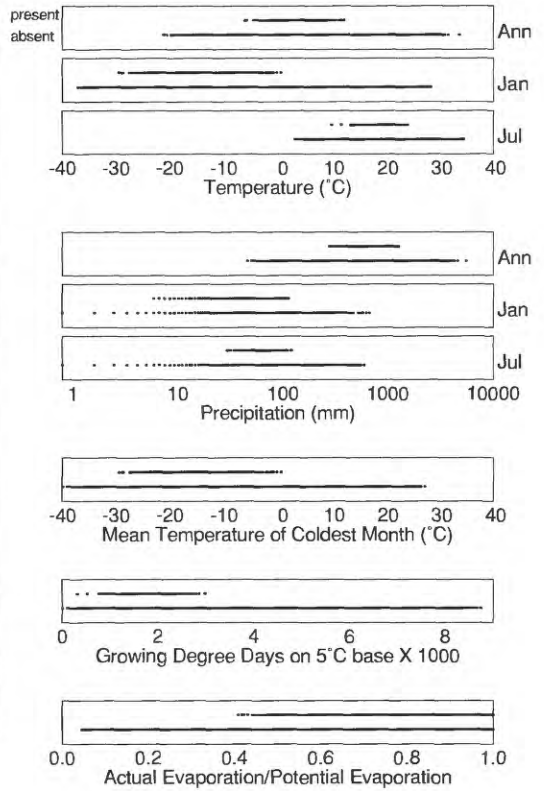 present
absent
Ann
Jan
Jul
-40 -30 -20 -10 0 10 20 30 40
Temperature (˚C)
Ann
Jan
Jul
1 10 100 1000 10000
Precipitation (mm)
-40 -30 -20 -10 0 10 20 30 40
Mean Temperature of Coldest Month (˚C)
0 2 4 6 8
Growing Degree Days on 5˚C base X 1000
0.0 0.2 0.4 0.6 0.8 1.0
Actual Evaporation/Potential Evaporation